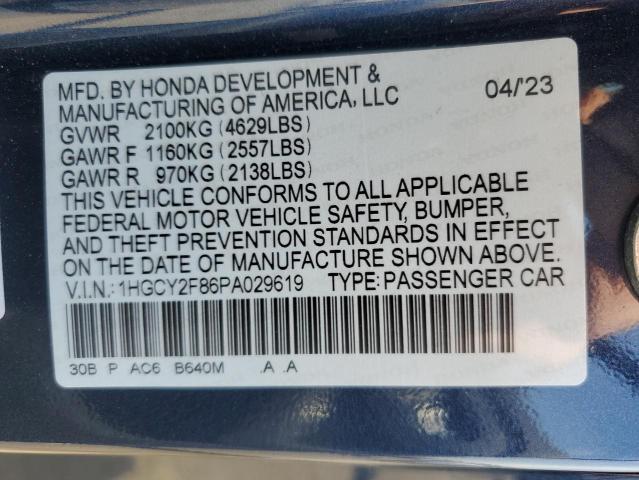 MFD. BY HONDA DEVELOPMENT &
MANUFACTURING OF AMERICA, LLC 04/'23
GVWR 2100KG (4629LBS)
GAWR F 1160KG (2557LBS)
GAWR R 970KG (2138LBS)
THIS VEHICLE CONFORMS TO ALL APPLICABLE
FEDERAL MOTOR VEHICLE SAFETY, BUMPER,
AND THEFT PREVENTION STANDARDS IN EFFECT
ON THE DATE OF MANUFACTURE SHOWN ABOVE.
V.I.N.: 1HGCY2F86PA029619 TYPE: PASSENGER CAR
30B P AC6 B640M .A .A